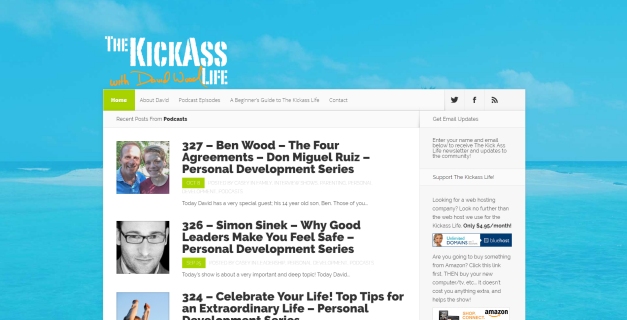 THE KICKASS
with David Wood LIFE
Home About David Podcast Episodes A Beginner's Guide to The Kickass Life Contact
Recent Posts From Podcasts
Get Email Updates
327 – Ben Wood – The Four
Agreements – Don Miguel Ruiz –
Personal Development Series
Today David has a very special guest: his 14 year old son, Ben. Those of you...
326 – Simon Sinek – Why Good
Leaders Make You Feel Safe –
Personal Development Series
Today's show is about a very important and deep topic! Today David...
324 – Celebrate Your Life! Top Tips for
an Extraordinary Life – Personal
Development Series
Enter your name and email
below to receive The Kick Ass
Life newsletter and updates to
the community!
Support The Kickass Life!
Looking for a web hosting
company? Look no further than
the web host we use for the
Kickass Life. Only $4.95/month!
Unlimited
DOMAINS
bluehost
Are you going to buy something
from Amazon? Click this link
first, THEN buy your new
computer/tv, etc... It doesn't
cost you anything extra, and
helps the show!
SHOP
CONNECT
amazon